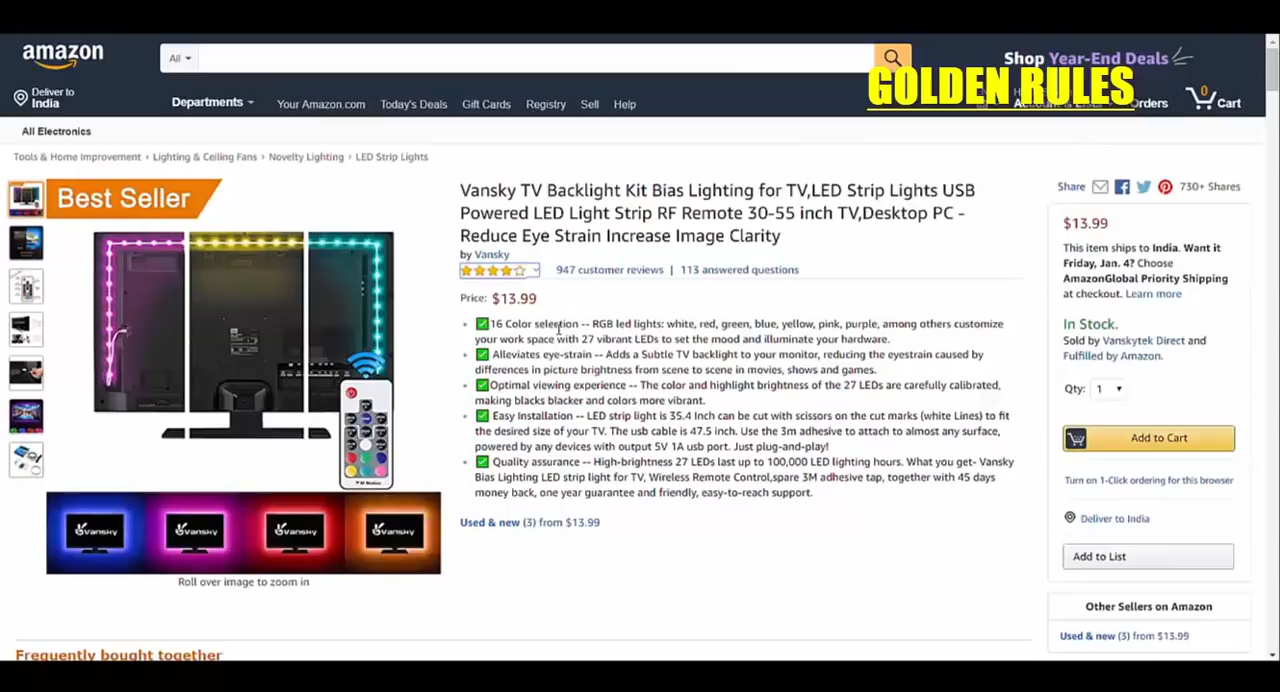 amazon
All
Shop Year-End Deals
GOLDEN RULES
Deliver to
India
Departments
Your Amazon.com
Today's Deals
Gift Cards
Registry
Sell
Help
Orders
0
Cart
All Electronics
Tools & Home Improvement › Lighting & Ceiling Fans › Novelty Lighting › LED Strip Lights
Best Seller
Vansky TV Backlight Kit Bias Lighting for TV,LED Strip Lights USB
Powered LED Light Strip RF Remote 30-55 inch TV,Desktop PC -
Reduce Eye Strain Increase Image Clarity
by Vansky
947 customer reviews | 113 answered questions
Price: $13.99
• ✅16 Color selection -- RGB led lights: white, red, green, blue, yellow, pink, purple, among others customize
your work space with 27 vibrant LEDs to set the mood and illuminate your hardware.
• ✅ Alleviates eye-strain -- Adds a Subtle TV backlight to your monitor, reducing the eyestrain caused by
differences in picture brightness from scene to scene in movies, shows and games.
• ✅Optimal viewing experience -- The color and highlight brightness of the 27 LEDs are carefully calibrated,
making blacks blacker and colors more vibrant.
• ✅ Easy Installation -- LED strip light is 35.4 Inch can be cut with scissors on the cut marks (white Lines) to fit
the desired size of your TV. The usb cable is 47.5 inch. Use the 3m adhesive to attach to almost any surface,
powered by any devices with output 5V 1A usb port. Just plug-and-play!
• ✅ Quality assurance -- High-brightness 27 LEDs last up to 100,000 LED lighting hours. What you get- Vansky
Bias Lighting LED strip light for TV, Wireless Remote Control,spare 3M adhesive tap, together with 45 days
money back, one year guarantee and friendly, easy-to-reach support.
Used & new (3) from $13.99
Vansky
Vansky
Vansky
Vansky
Roll over image to zoom in
Share
730+ Shares
$13.99
This item ships to India. Want it
Friday, Jan. 4? Choose
AmazonGlobal Priority Shipping
at checkout. Learn more
In Stock.
Sold by Vanskytek Direct and
Fulfilled by Amazon.
Qty: 1
Add to Cart
Turn on 1-Click ordering for this browser
Deliver to India
Add to List
Other Sellers on Amazon
Used & new (3) from $13.99
Frequently bought together